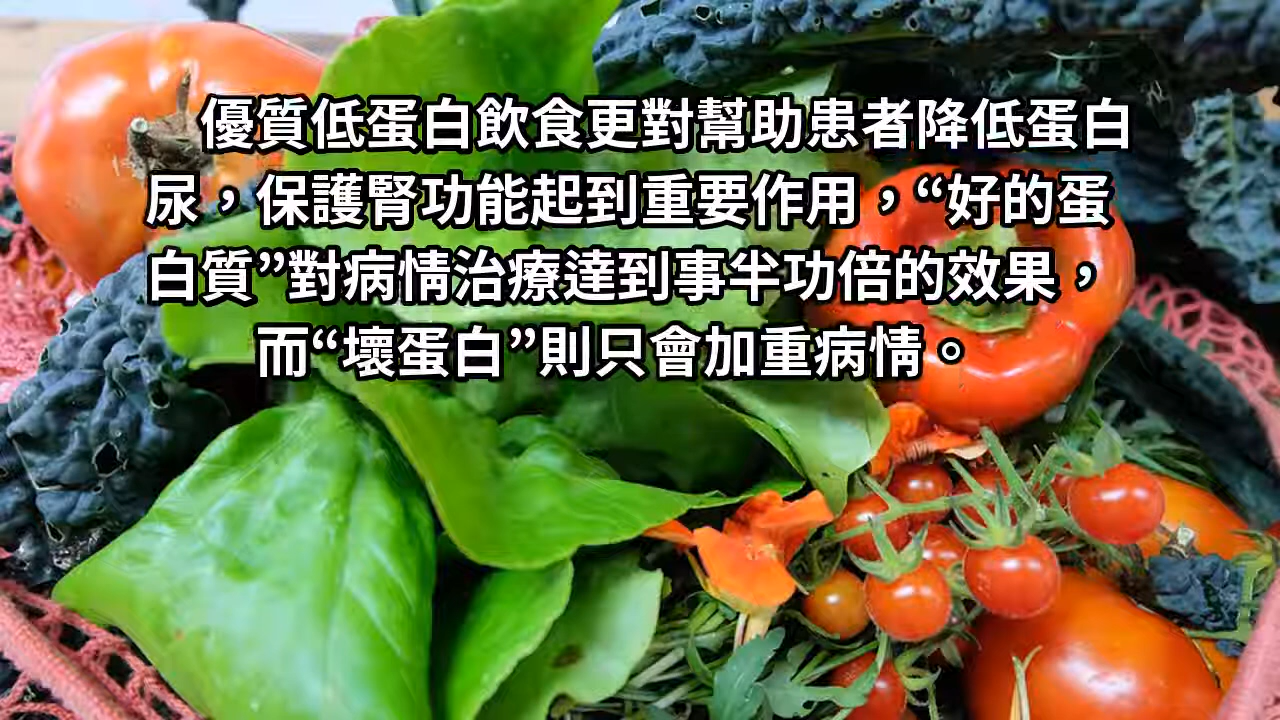 優質低蛋白飲食更對幫助患者降低蛋白
尿，保護腎功能起到重要作用，“好的蛋
白質”對病情治療達到事半功倍的效果，
而“壞蛋白”則只會加重病情。